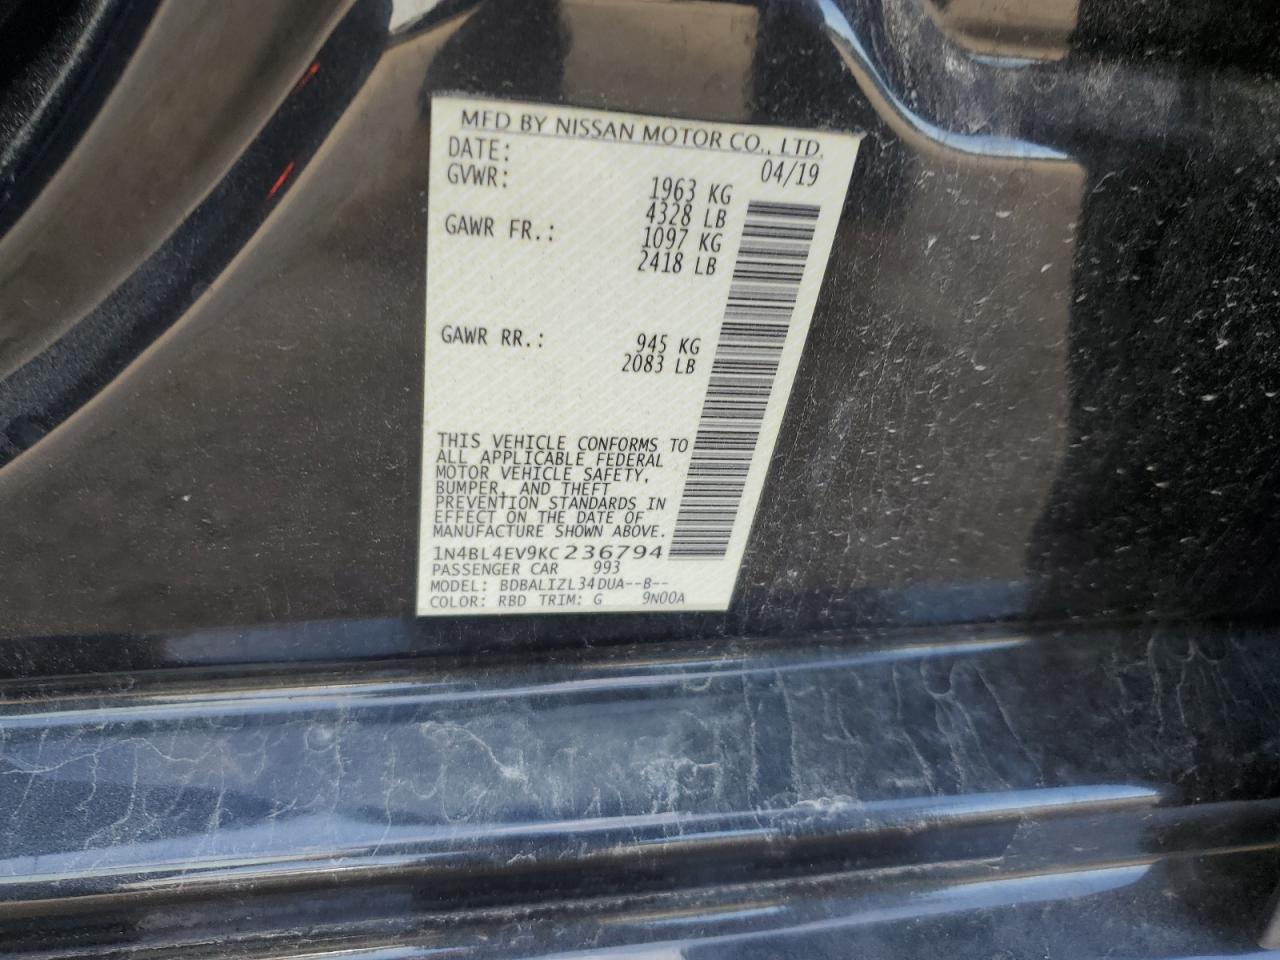 MFD BY NISSAN MOTOR CO., LTD.
DATE: 04/19
GVWR: 1963 KG
4328 LB
GAWR FR.: 1097 KG
2418 LB
GAWR RR.: 945 KG
2083 LB
THIS VEHICLE CONFORMS TO
ALL APPLICABLE FEDERAL
MOTOR VEHICLE SAFETY,
BUMPER, AND THEFT
PREVENTION STANDARDS IN
EFFECT ON THE DATE OF
MANUFACTURE SHOWN ABOVE.
1N4BL4EV9KC236794
PASSENGER CAR 993
MODEL: BDBALIZL34DUA--B--
COLOR: RBD TRIM: G 9N00A